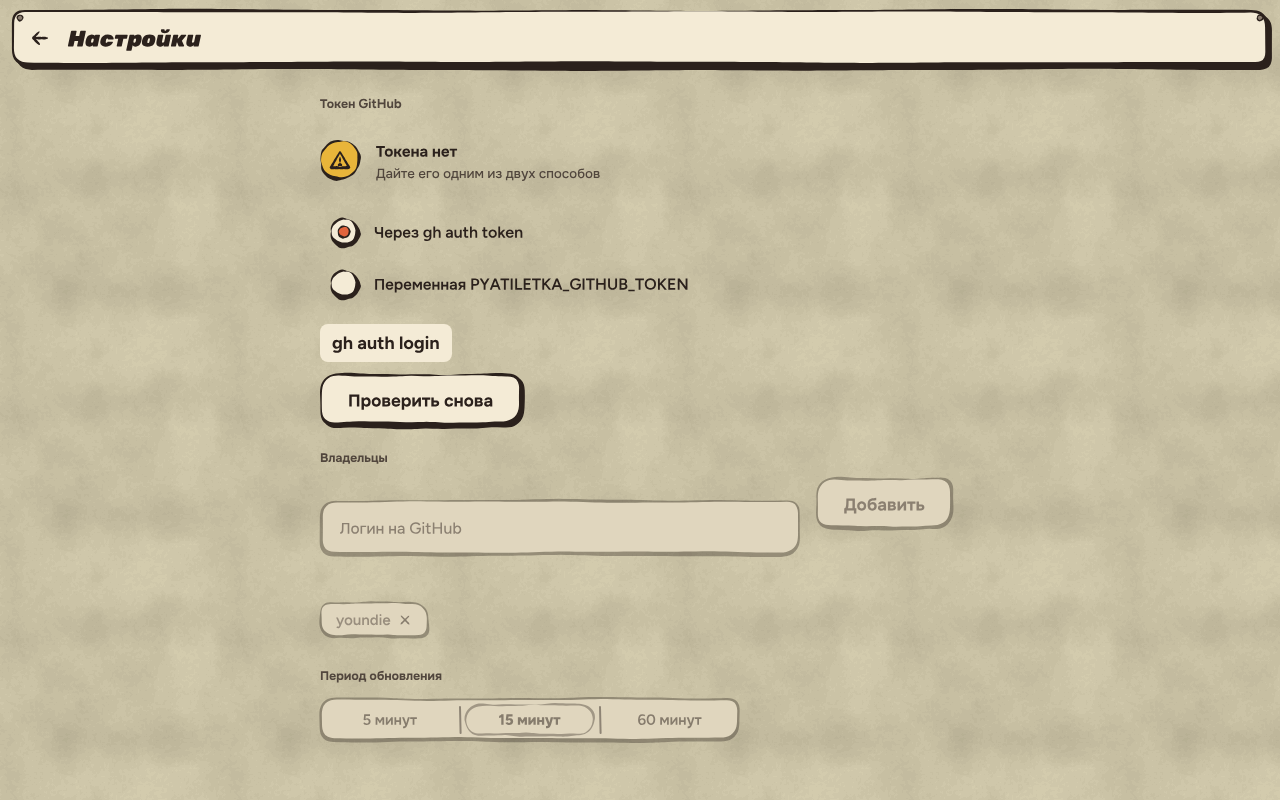 Настройки
Токен GitHub
Токена нет
Дайте его одним из двух способов
Через gh auth token
Переменная PYATILETKA_GITHUB_TOKEN
gh auth login
Проверить снова
Владельцы
Логин на GitHub
Добавить
youndie
Период обновления
5 минут
15 минут
60 минут